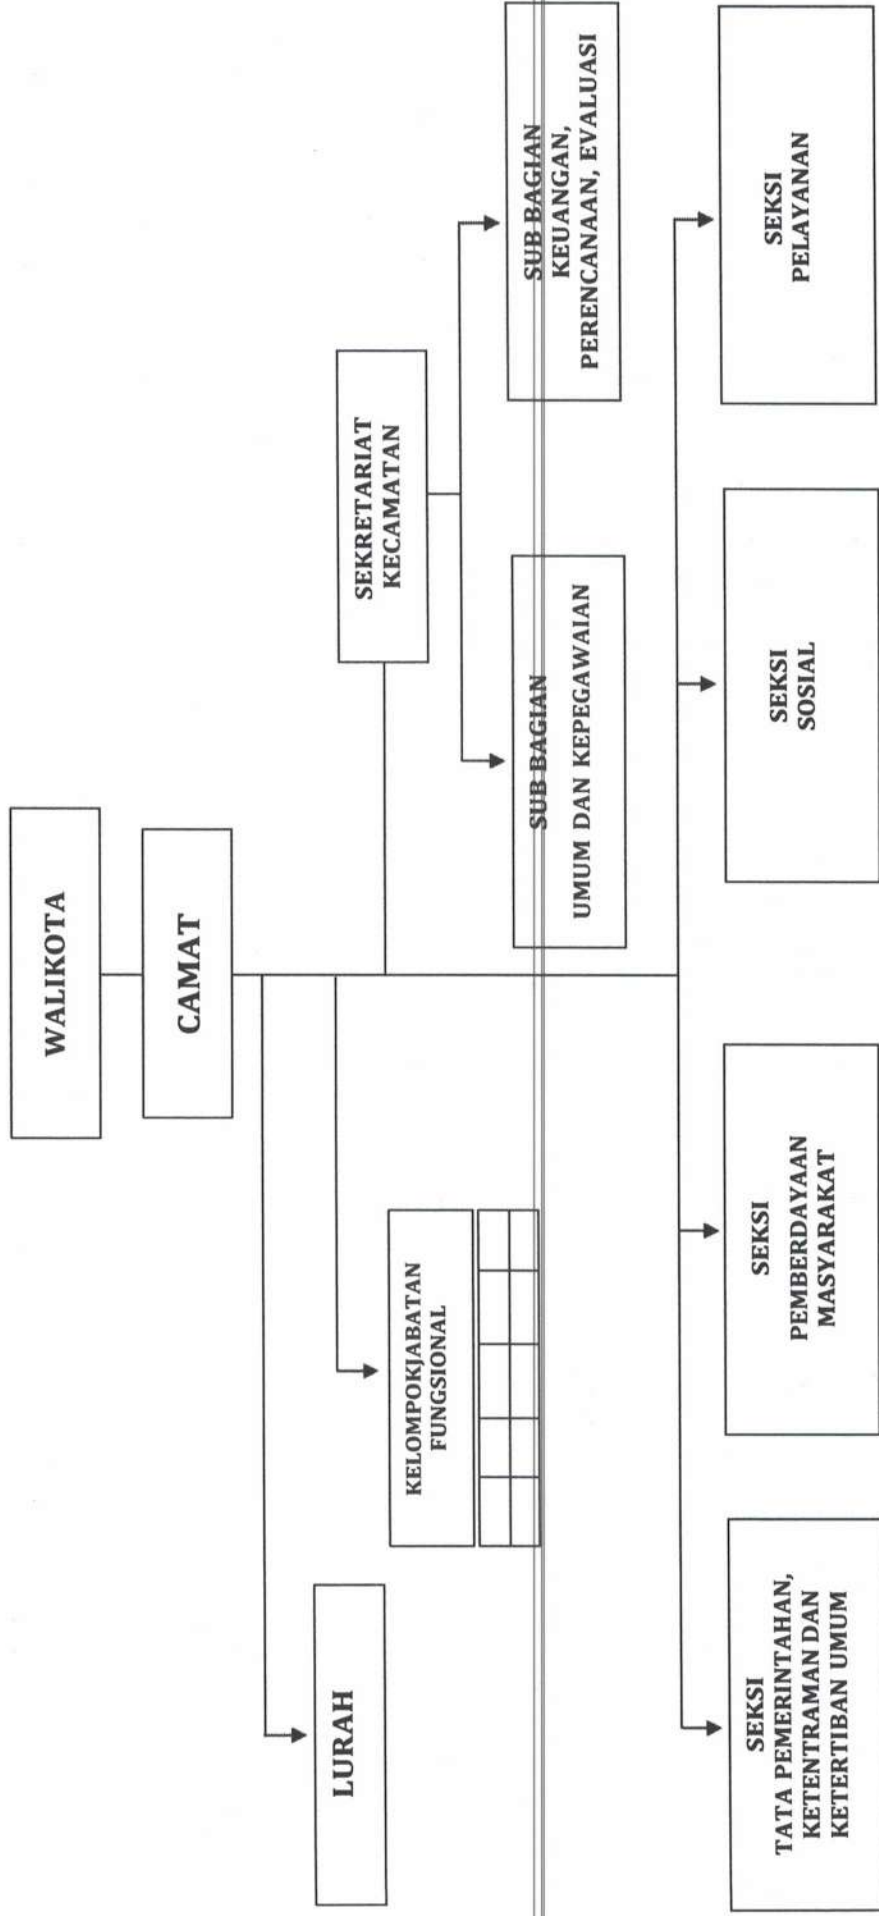 WALIKOTA
CAMAT
LURAH
KELOMPOKJABATAN
FUNGSIONAL
SEKRETARIAT
KECAMATAN
SUB BAGIAN
UMUM DAN KEPEGAWAIAN
SUB BAGIAN
KEUANGAN,
PERENCANAAN, EVALUASI
SEKSI
TATA PEMERINTAHAN,
KETENTRAMAN DAN
KETERTIBAN UMUM
SEKSI
PEMBERDAYAAN
MASYARAKAT
SEKSI
SOSIAL
SEKSI
PELAYANAN